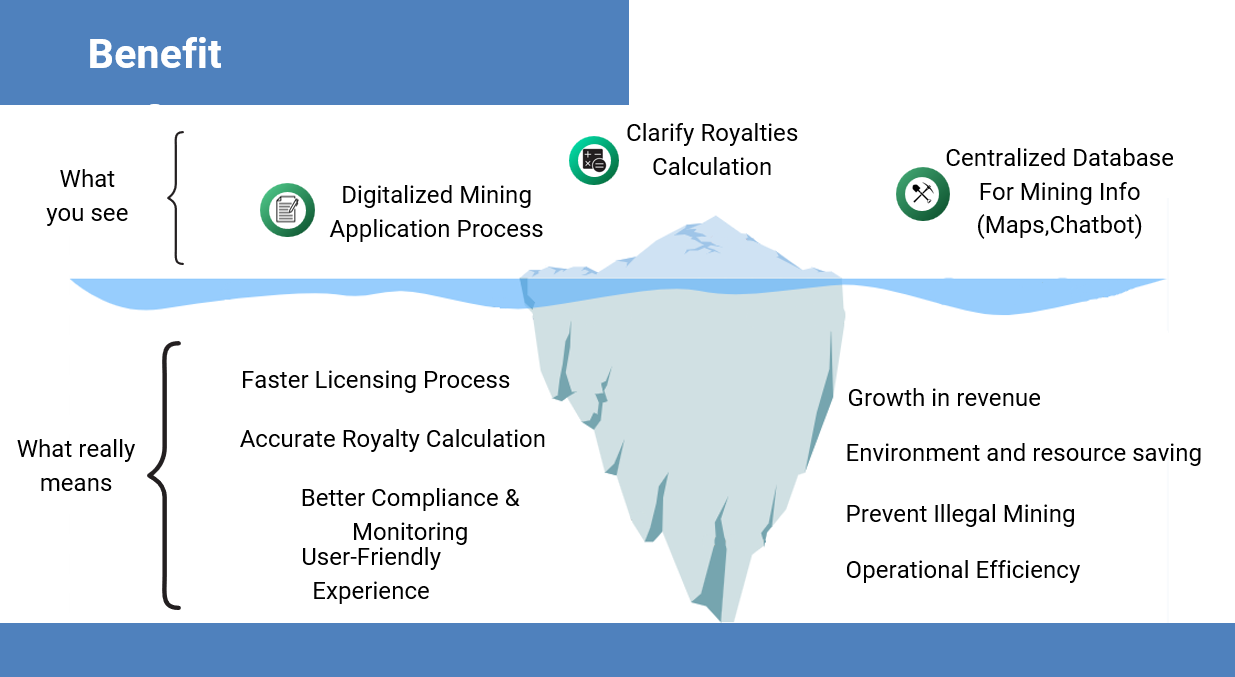 Benefit
What
you see
Digitalized Mining
Application Process
Clarify Royalties
Calculation
Centralized Database
For Mining Info
(Maps,Chatbot)
What really
means
Faster Licensing Process
Accurate Royalty Calculation
Better Compliance &
Monitoring
User-Friendly
Experience
Growth in revenue
Environment and resource saving
Prevent Illegal Mining
Operational Efficiency